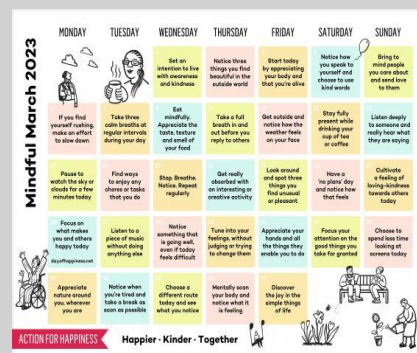 Mindful March 2023
MONDAY TUESDAY WEDNESDAY THURSDAY FRIDAY SATURDAY SUNDAY
Set an
intention to live
with awareness
and kindness
Notice three
things you find
beautiful in the
outside world
Start today
by appreciating
your body and
that you're alive
Notice how
you speak to
yourself and
choose to use
kind words
Bring to
mind people
you care about
and send love
to them
If you find
yourself rushing,
make an effort
to slow down
Take three
calm breaths at
regular intervals
during your day
Eat
mindfully.
Appreciate the
taste, texture
and smell of
your food
Take a full
breath in and
out before you
reply to others
Get outside and
notice how the
weather feels
on your face
Stay fully
present while
drinking your
cup of tea
or coffee
Listen deeply
to someone and
really hear what
they are saying
Pause to
watch the sky
or clouds for a few
minutes today
Find ways
to enjoy any
chores or tasks
that you do
Stop. Breathe.
Notice. Repeat
regularly
Get really
absorbed with
an interesting or
creative activity
Look around
and spot three
things you
find unusual
or pleasant
Have a
'no plans' day
and notice how
that feels
Cultivate
a feeling of
loving-kindness
towards others
today
Focus on
what makes
you and others
happy today
dayofhappiness.net
Listen to a
piece of music
without doing
anything else
Notice
something that
is going well,
even if today
feels difficult
Tune into your
feelings, without
judging or trying
to change them
Appreciate your
hands and all
the things they
enable you to do
Focus your
attention on the
good things you
take for granted
Choose to
spend less time
looking at
screens today
Appreciate
nature around
you, wherever
you are
Notice when
you're tired and
take a break as
soon as possible
Choose a
different route
today and see
what you notice
Mentally scan
your body and
notice what it
is feeling
Discover the
joy in the
simple things
of life
ACTION FOR HAPPINESS
Happier · Kinder · Together